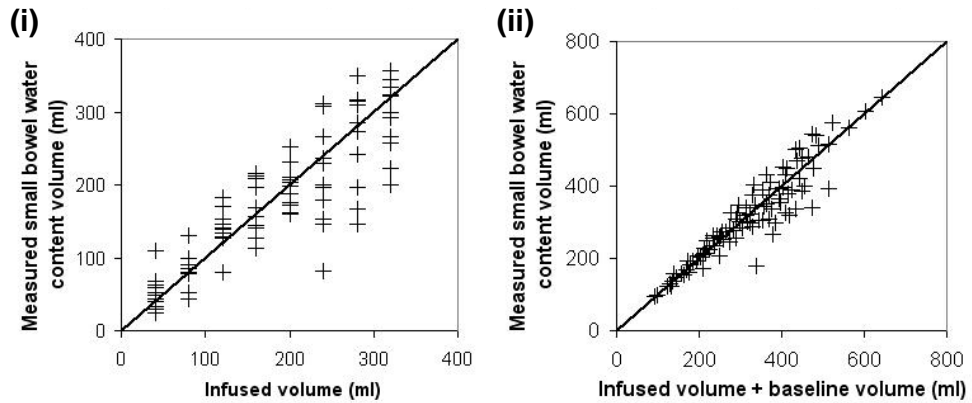 (i)
Measured small bowel water
content volume (ml)
400
300
200
100
0
0 100 200 300 400
Infused volume (ml)
(ii)
Measured small bowel water
content volume (ml)
800
600
400
200
0
0 200 400 600 800
Infused volume + baseline volume (ml)